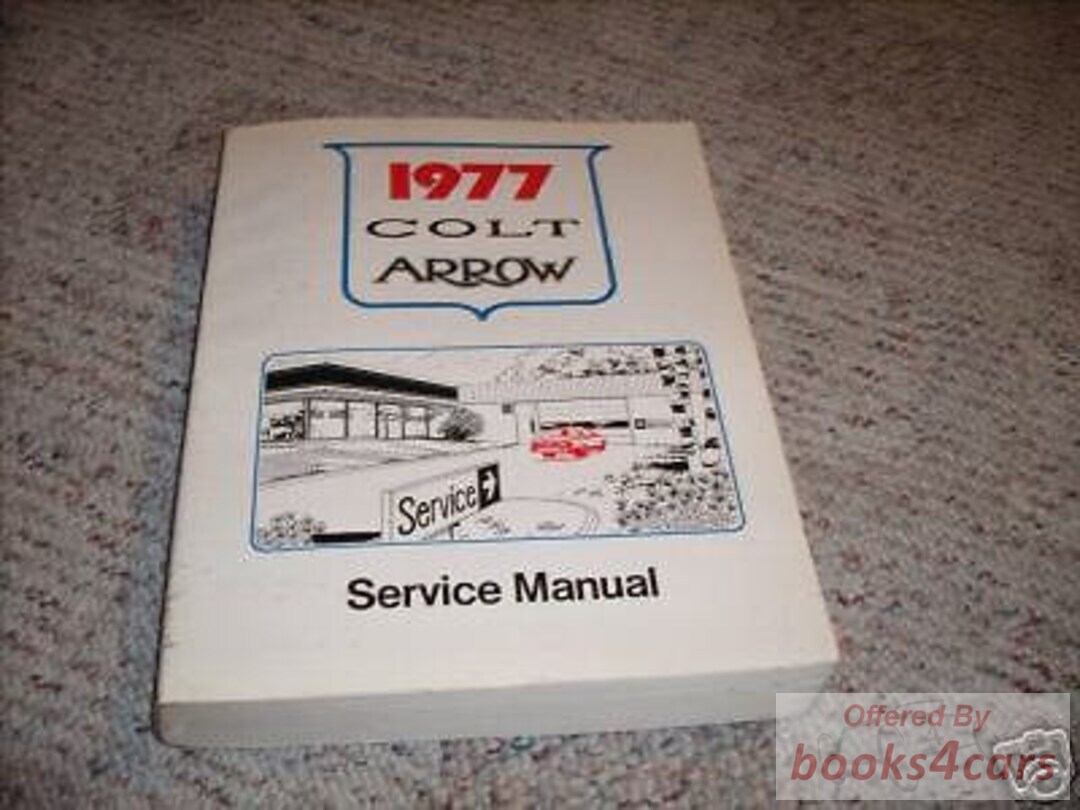 1977
COLT
ARROW
Service
Service Manual
Offered By
books4cars